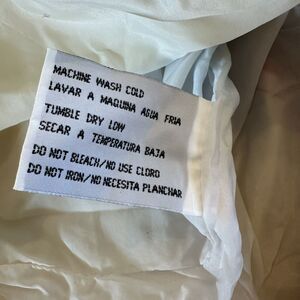 MACHINE WASH COLD
LAVAR A MAQUINA AGUA FRIA
TUMBLE DRY LOW
SECAR A TEMPERATURA BAJA
DO NOT BLEACH/NO USE CLORO
DO NOT IRON/NO NECESITA PLANCHAR